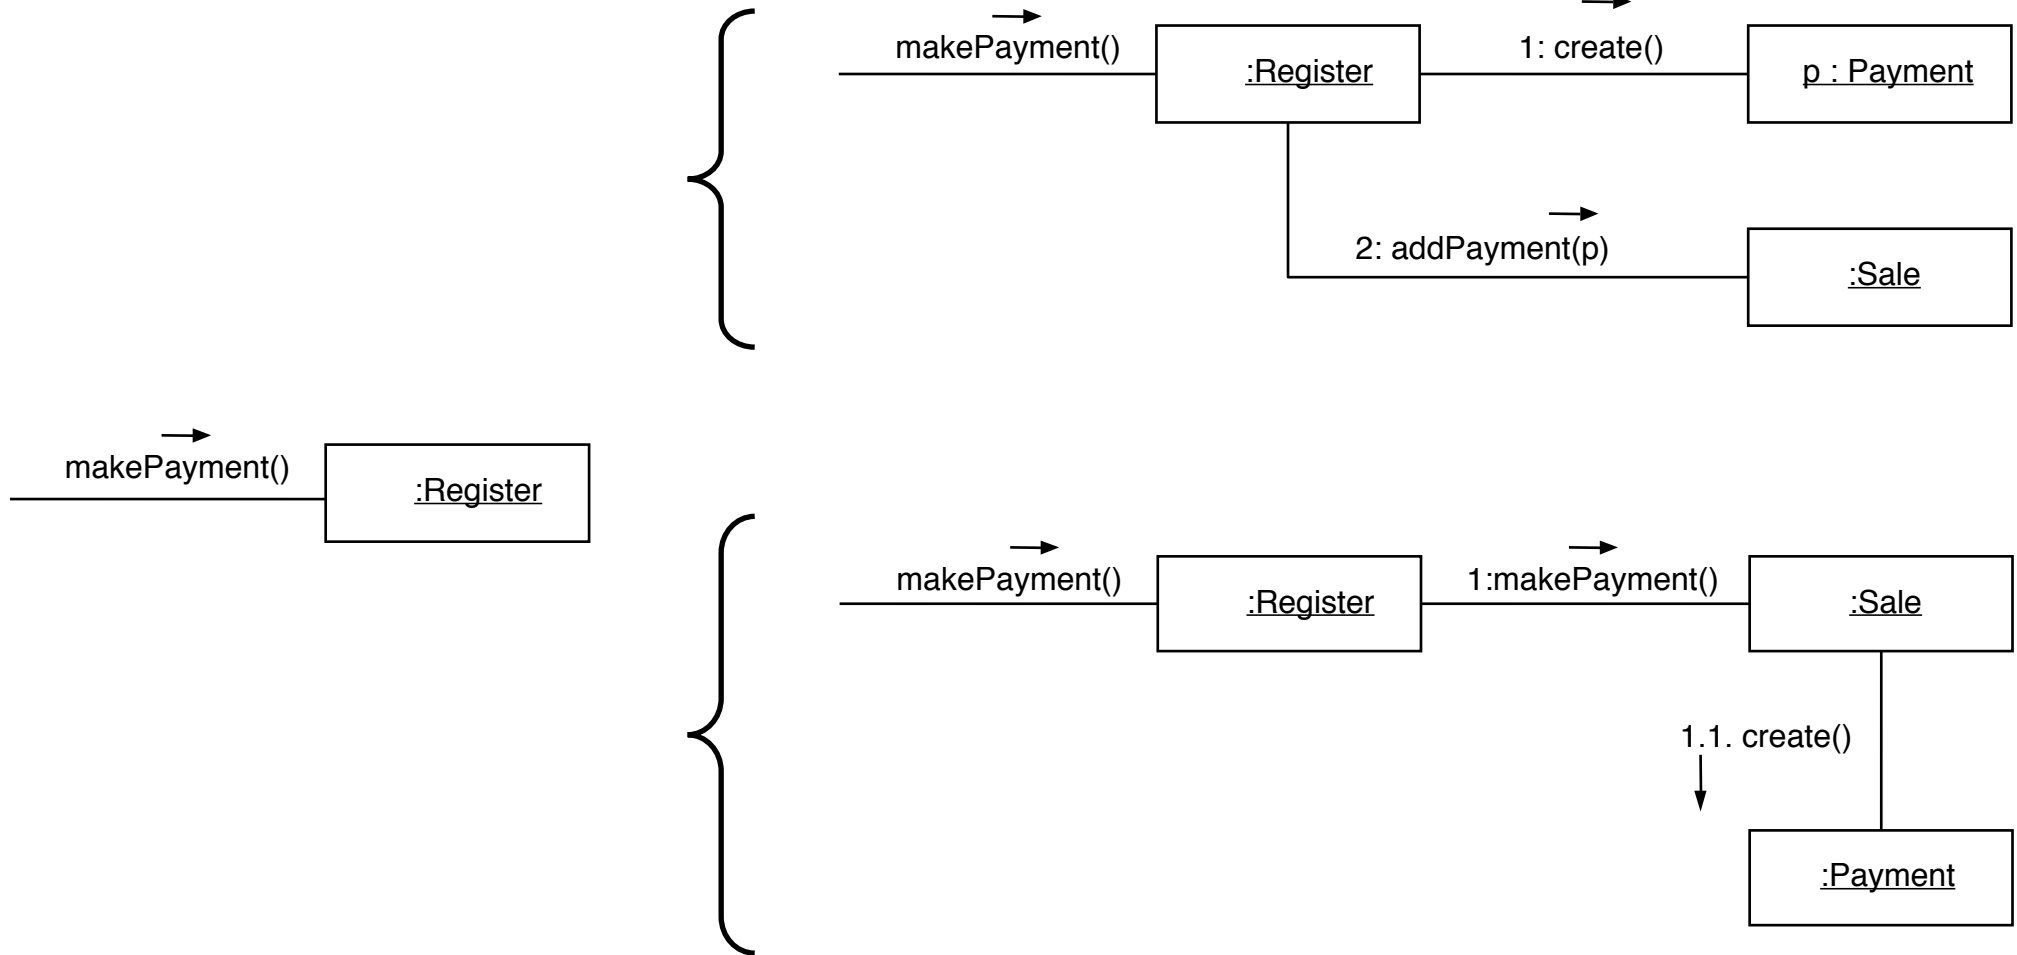 makePayment()
:Register
1: create()
p : Payment
2: addPayment(p)
:Sale
makePayment()
:Register
makePayment()
:Register
1:makePayment()
:Sale
1.1. create()
:Payment